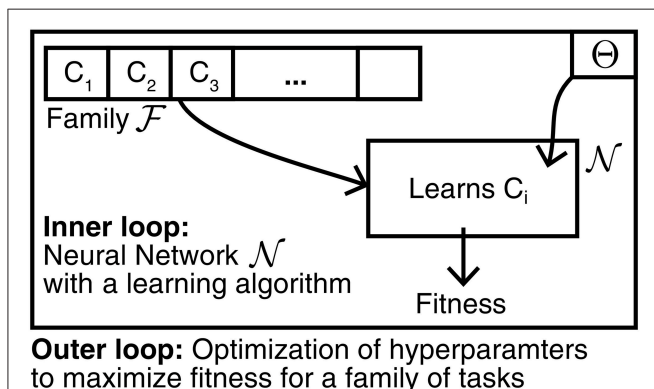 C₁ C₂ C₃ ... Θ
Family ℱ
𝒩
Learns Cᵢ
Inner loop:
Neural Network 𝒩
with a learning algorithm
Fitness
Outer loop: Optimization of hyperparamters
to maximize fitness for a family of tasks